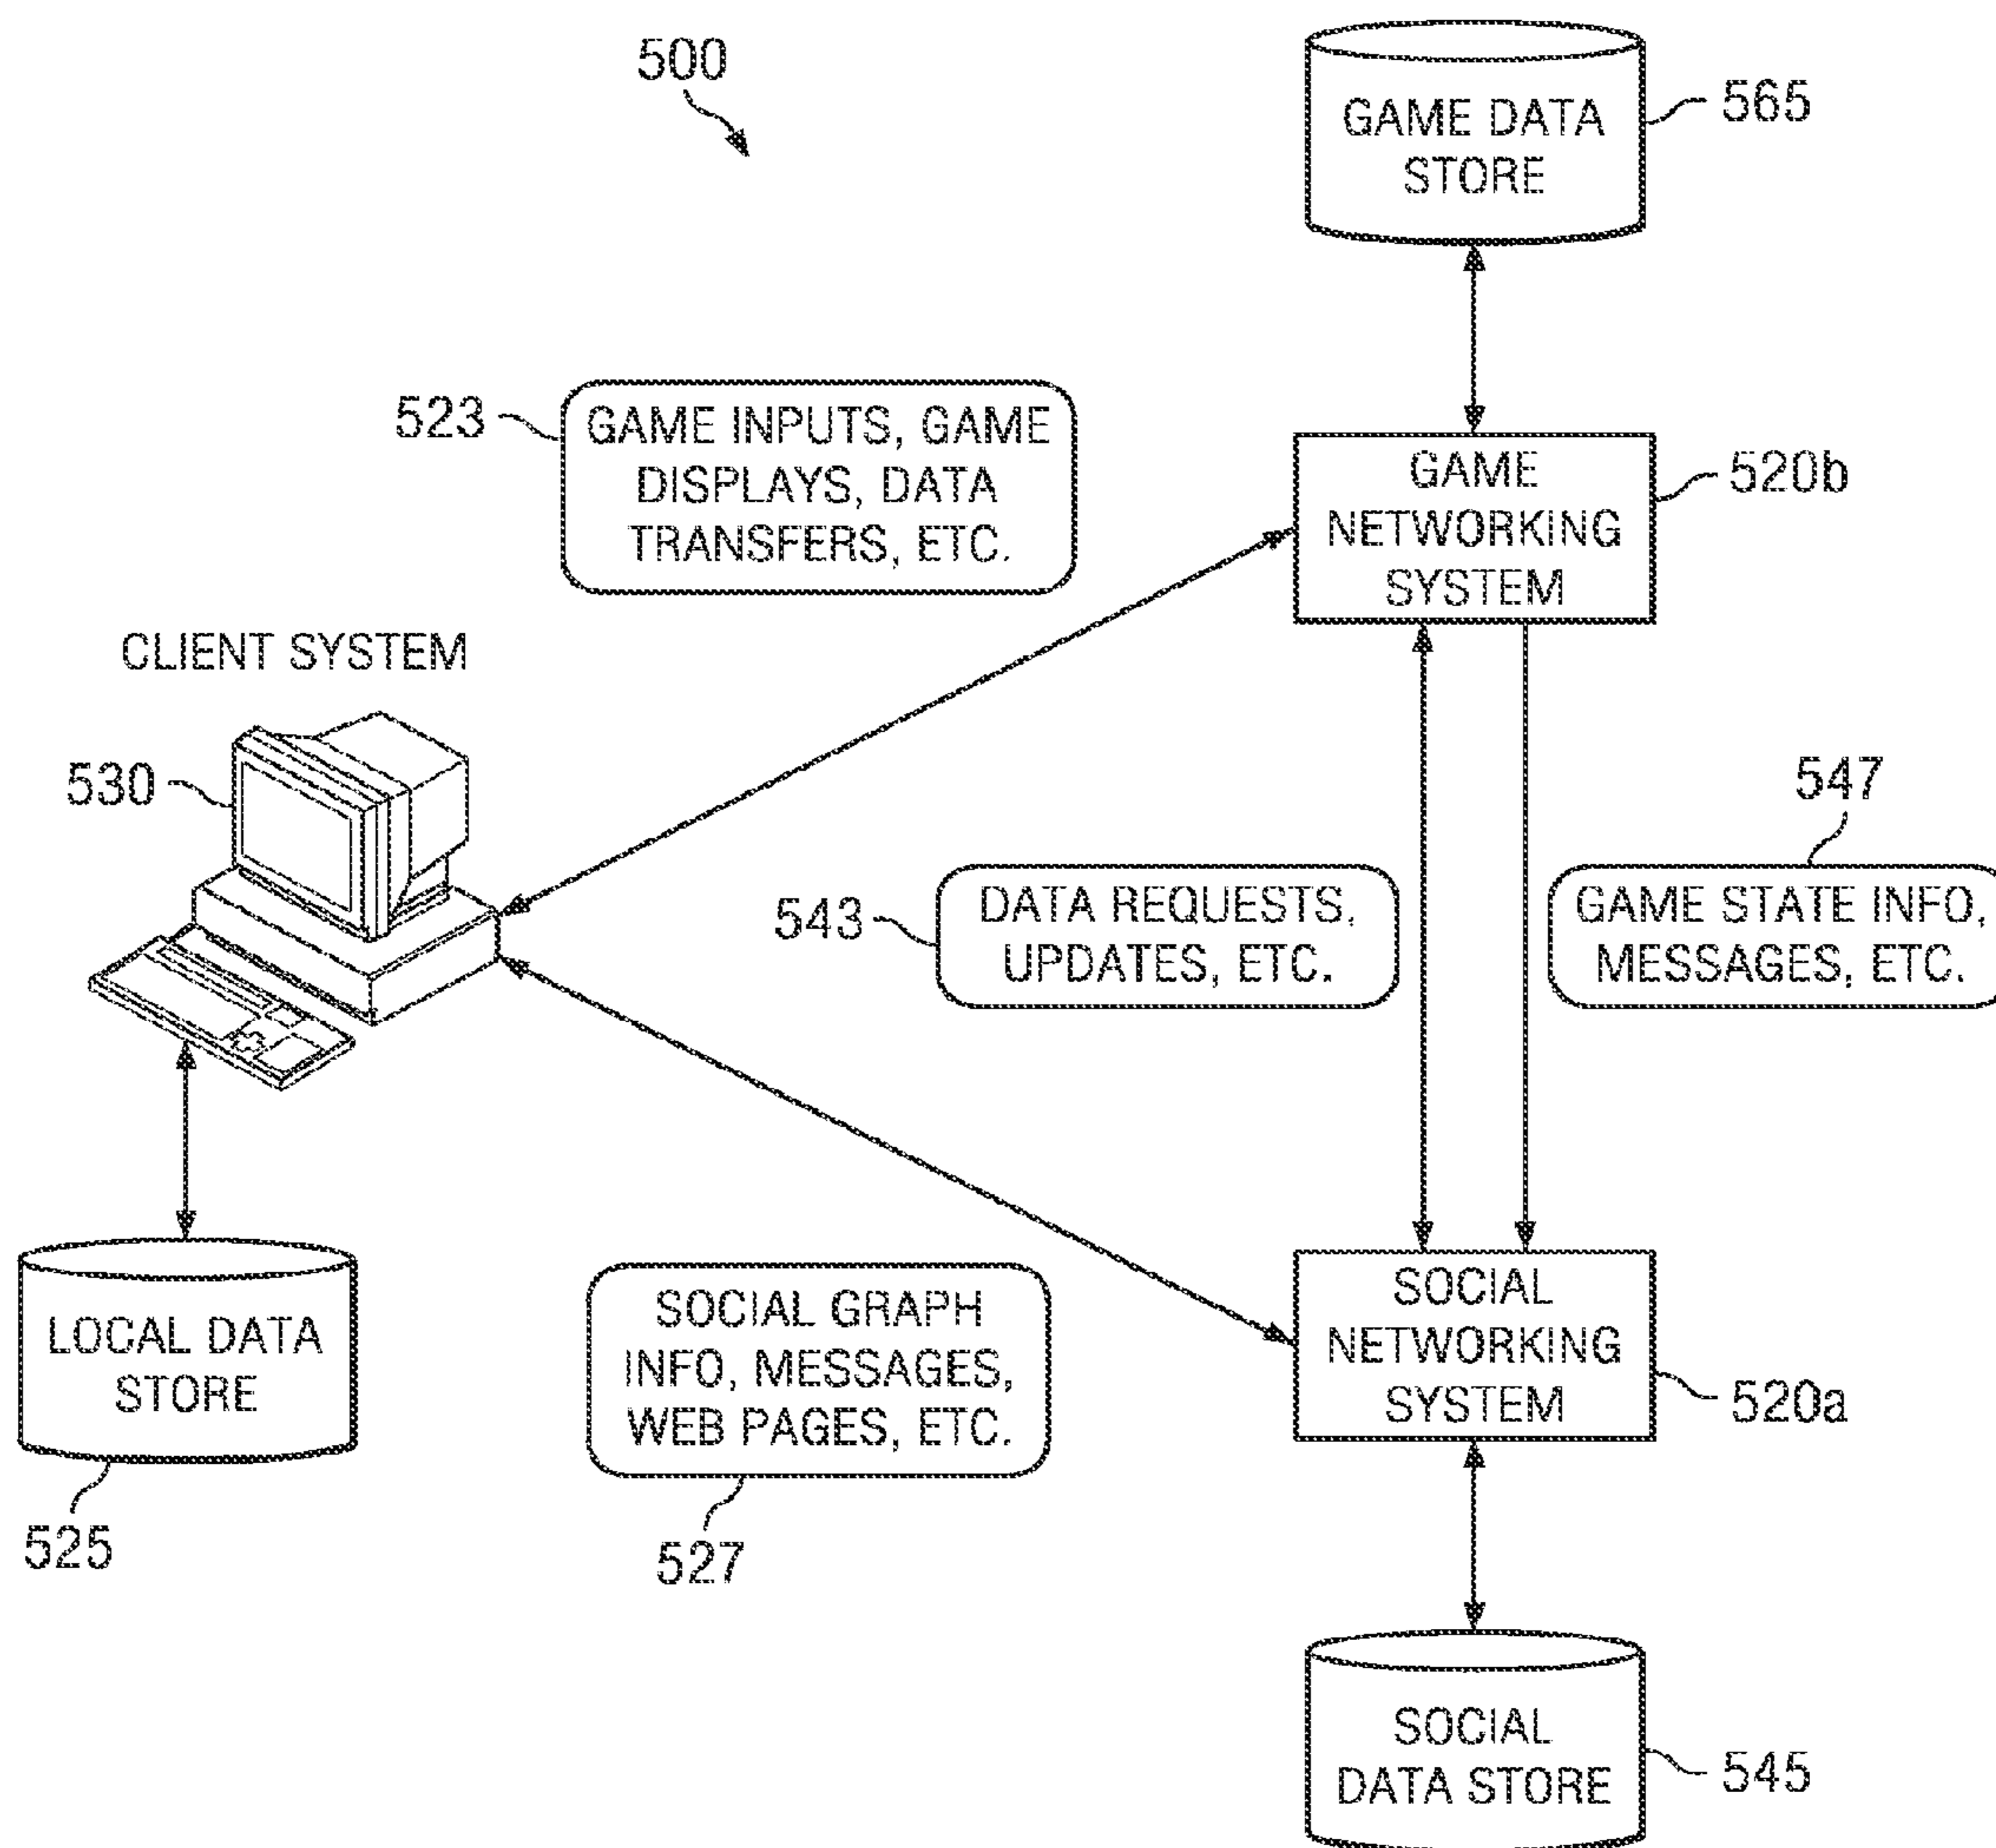 500
GAME DATA
STORE
565
523
GAME INPUTS, GAME
DISPLAYS, DATA
TRANSFERS, ETC.
GAME
NETWORKING
SYSTEM
520b
CLIENT SYSTEM
530
547
543
DATA REQUESTS,
UPDATES, ETC.
GAME STATE INFO,
MESSAGES, ETC.
LOCAL DATA
STORE
525
SOCIAL GRAPH
INFO, MESSAGES,
WEB PAGES, ETC.
527
SOCIAL
NETWORKING
SYSTEM
520a
SOCIAL
DATA STORE
545